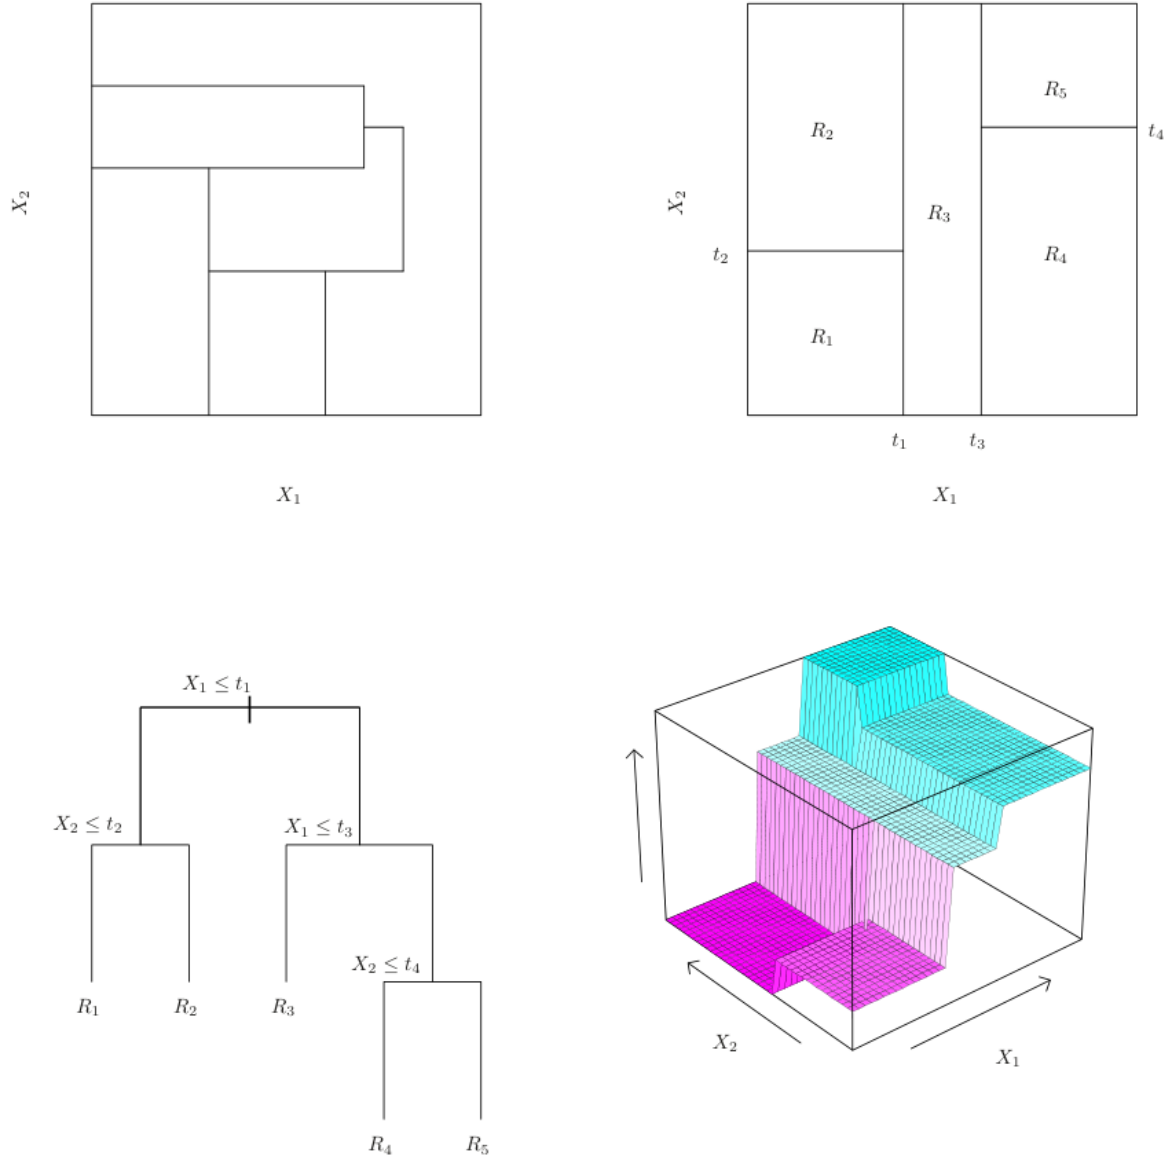 X₂
X₁
R₅
R₂
t₄
X₂
R₃
t₂
R₄
R₁
t₁
t₃
X₁
X₁ ≤ t₁
X₂ ≤ t₂
X₁ ≤ t₃
X₂ ≤ t₄
R₁
R₂
R₃
R₄
R₅
X₂
X₁